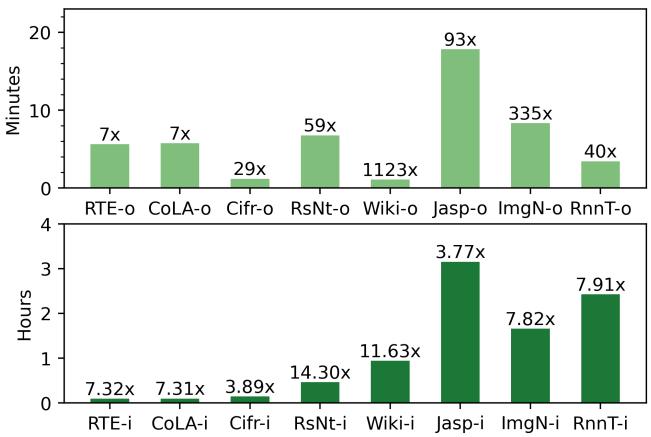 20
10
0
Minutes
7x 7x 29x 59x 1123x 93x 335x 40x
RTE-o CoLA-o Cifr-o RsNt-o Wiki-o Jasp-o ImgN-o RnnT-o
4
3
2
1
0
Hours
7.32x 7.31x 3.89x 14.30x 11.63x 3.77x 7.82x 7.91x
RTE-i CoLA-i Cifr-i RsNt-i Wiki-i Jasp-i ImgN-i RnnT-i